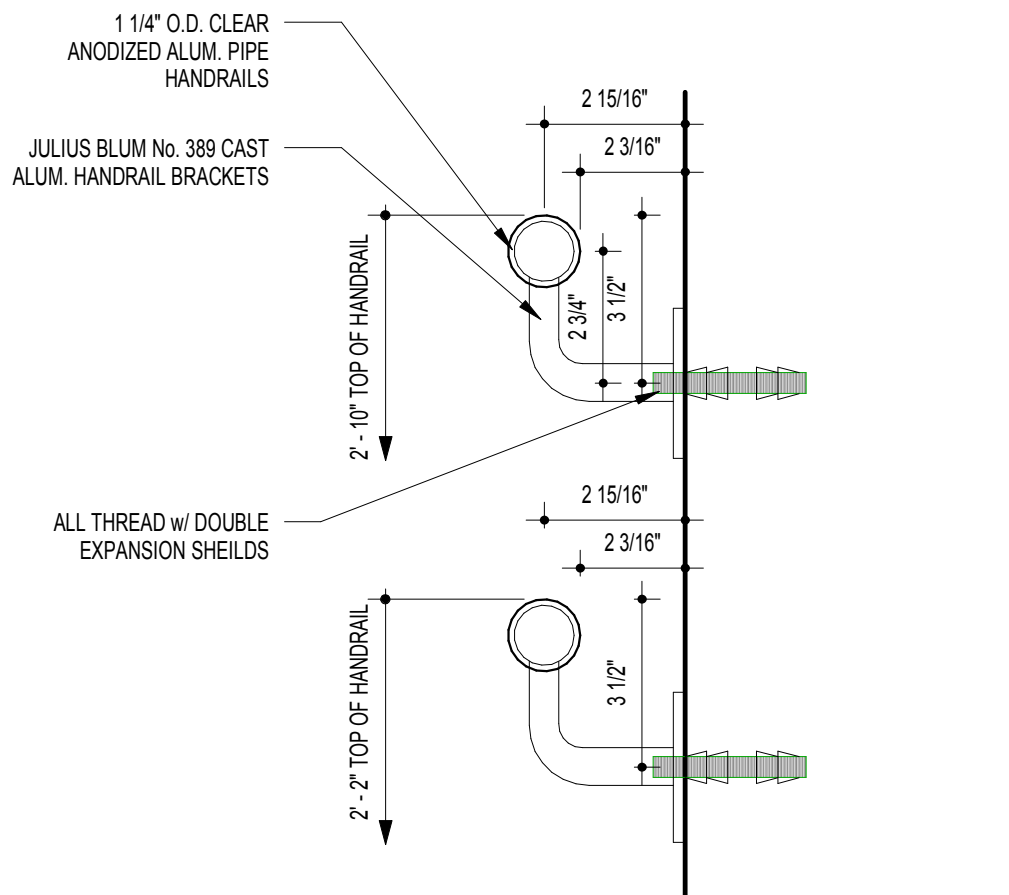 1 1/4" O.D. CLEAR
ANODIZED ALUM. PIPE
HANDRAILS
JULIUS BLUM No. 389 CAST
ALUM. HANDRAIL BRACKETS
2 15/16"
2 3/16"
2' - 10" TOP OF HANDRAIL
2 3/4"
3 1/2"
ALL THREAD w/ DOUBLE
EXPANSION SHEILDS
2 15/16"
2 3/16"
2' - 2" TOP OF HANDRAIL
3 1/2"